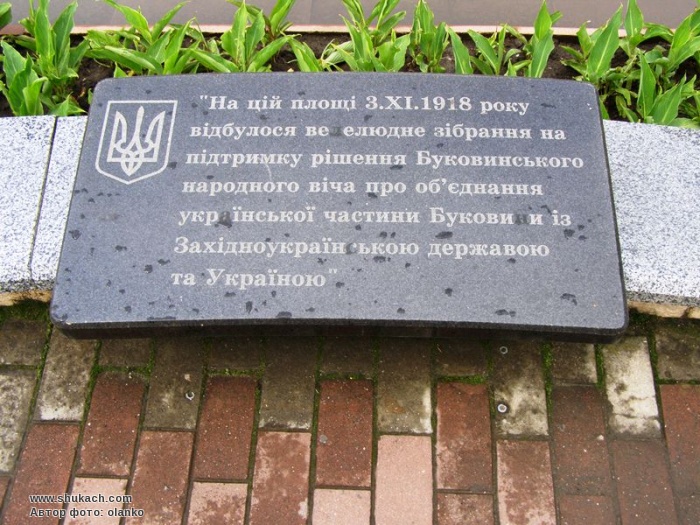 "На цій площі 3.XI.1918 року
відбулося велелюдне зібрання на
підтримку рішення Буковинського
народного віча про об'єднання
української частини Буковини із
Західноукраїнською державою
та Україною"
www.shukach.com
Автор фото: olanko